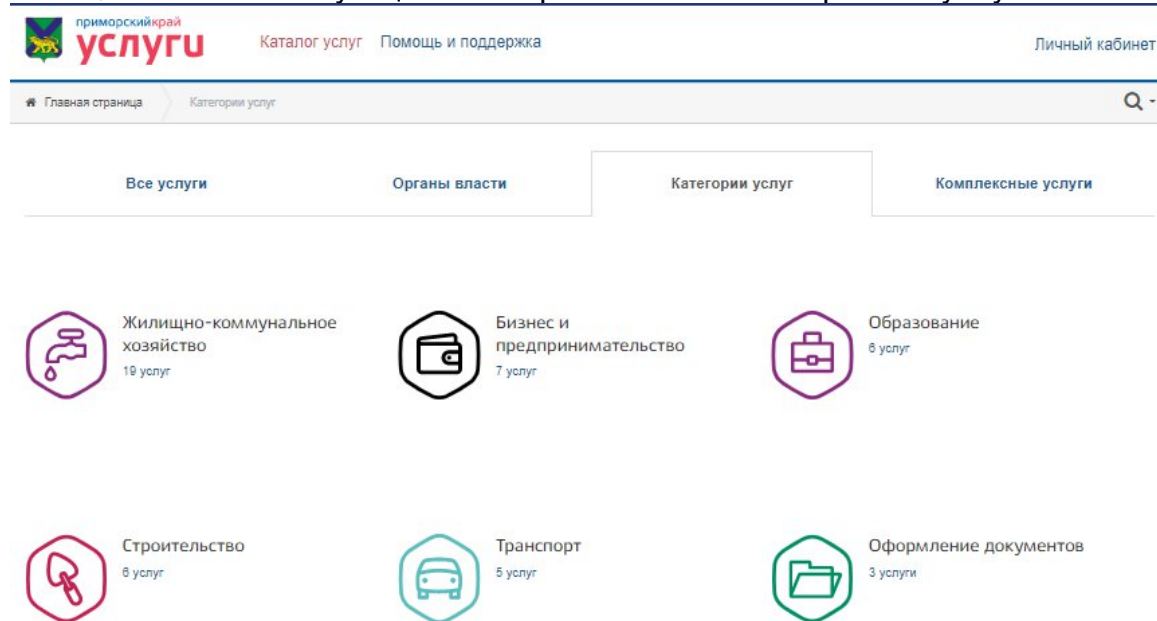 приморскийкрай
услуги
Каталог услуг Помощь и поддержка
Личный кабинет
Главная страница
Категории услуг
Все услуги
Органы власти
Категории услуг
Комплексные услуги
Жилищно-коммунальное
хозяйство
19 услуг
Бизнес и
предпринимательство
7 услуг
Образование
6 услуг
Строительство
6 услуг
Транспорт
5 услуг
Оформление документов
3 услуги